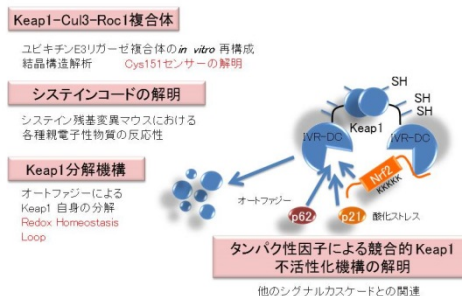 Keap1-Cul3-Roc1複合体
ユビキチンE3リガーゼ複合体のin vitro 再構成
結晶構造解析 Cys151センサーの解明
システインコードの解明
システイン残基変異マウスにおける
各種親電子性物質の反応性
Keap1分解機構
オートファジーによる
Keap1 自身の分解
Redox Homeostasis
Loop
SH
SH
SH
Keap1
IVR-DC
IVR-DC
Nrf2
KKKKK
オートファジー
p62
p21
酸化ストレス
タンパク性因子による競合的Keap1
不活性化機構の解明
他のシグナルカスケードとの関連